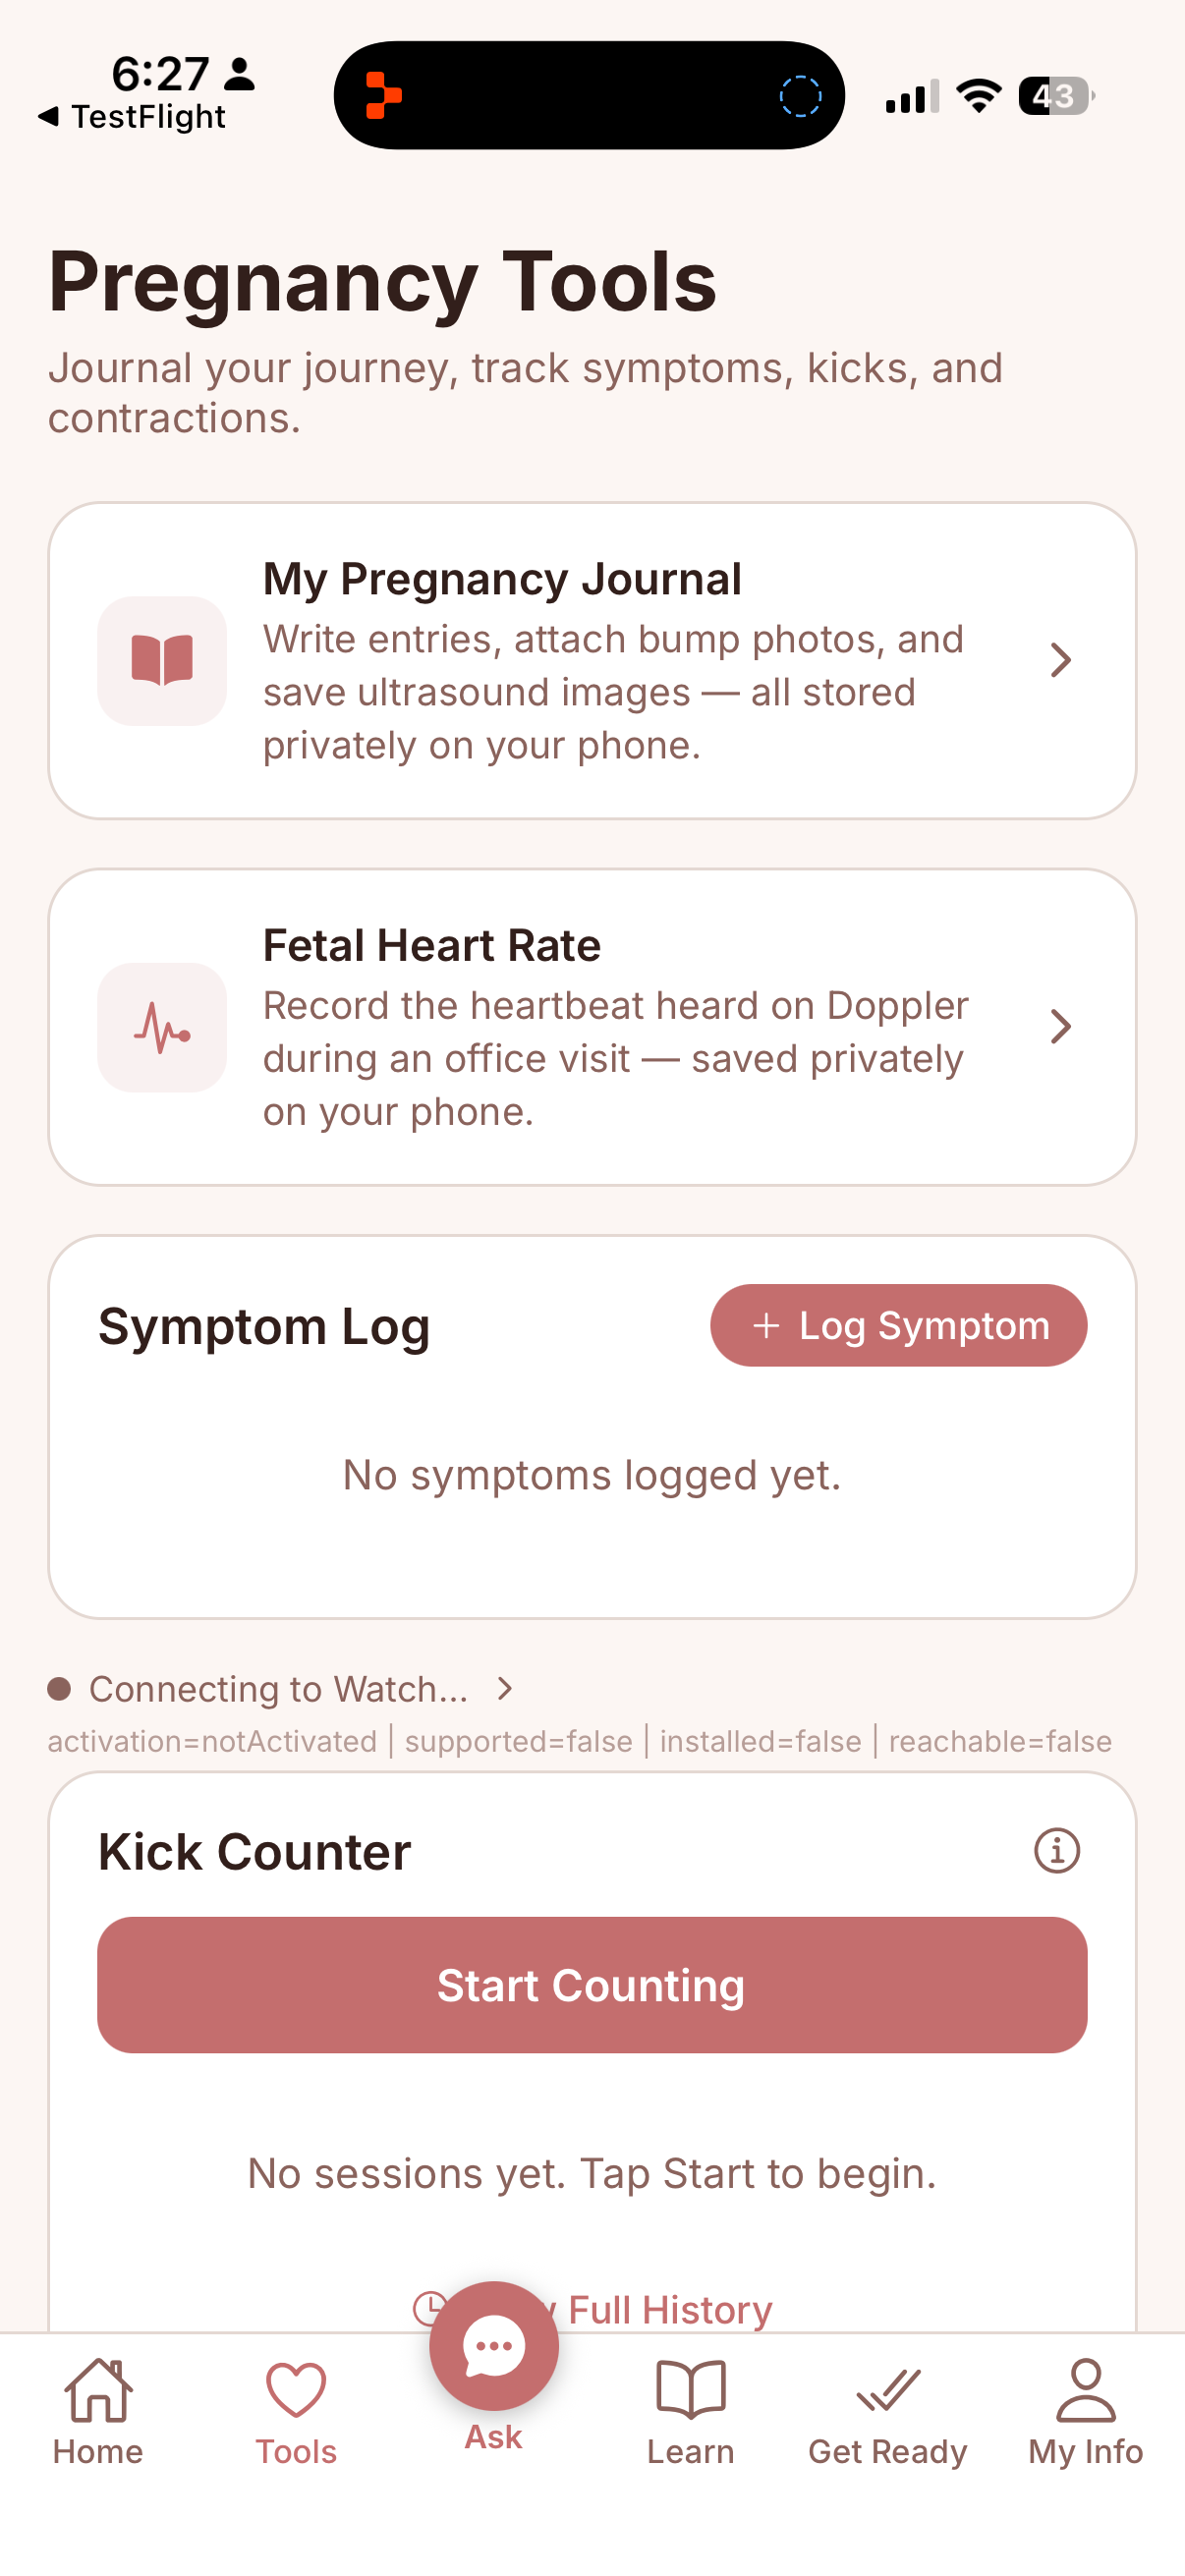 6:27
TestFlight
43
Pregnancy Tools
Journal your journey, track symptoms, kicks, and
contractions.
My Pregnancy Journal
Write entries, attach bump photos, and
save ultrasound images — all stored
privately on your phone.
Fetal Heart Rate
Record the heartbeat heard on Doppler
during an office visit — saved privately
on your phone.
Symptom Log
+ Log Symptom
No symptoms logged yet.
Connecting to Watch...
activation=notActivated | supported=false | installed=false | reachable=false
Kick Counter
Start Counting
No sessions yet. Tap Start to begin.
Full History
Home
Tools
Ask
Learn
Get Ready
My Info